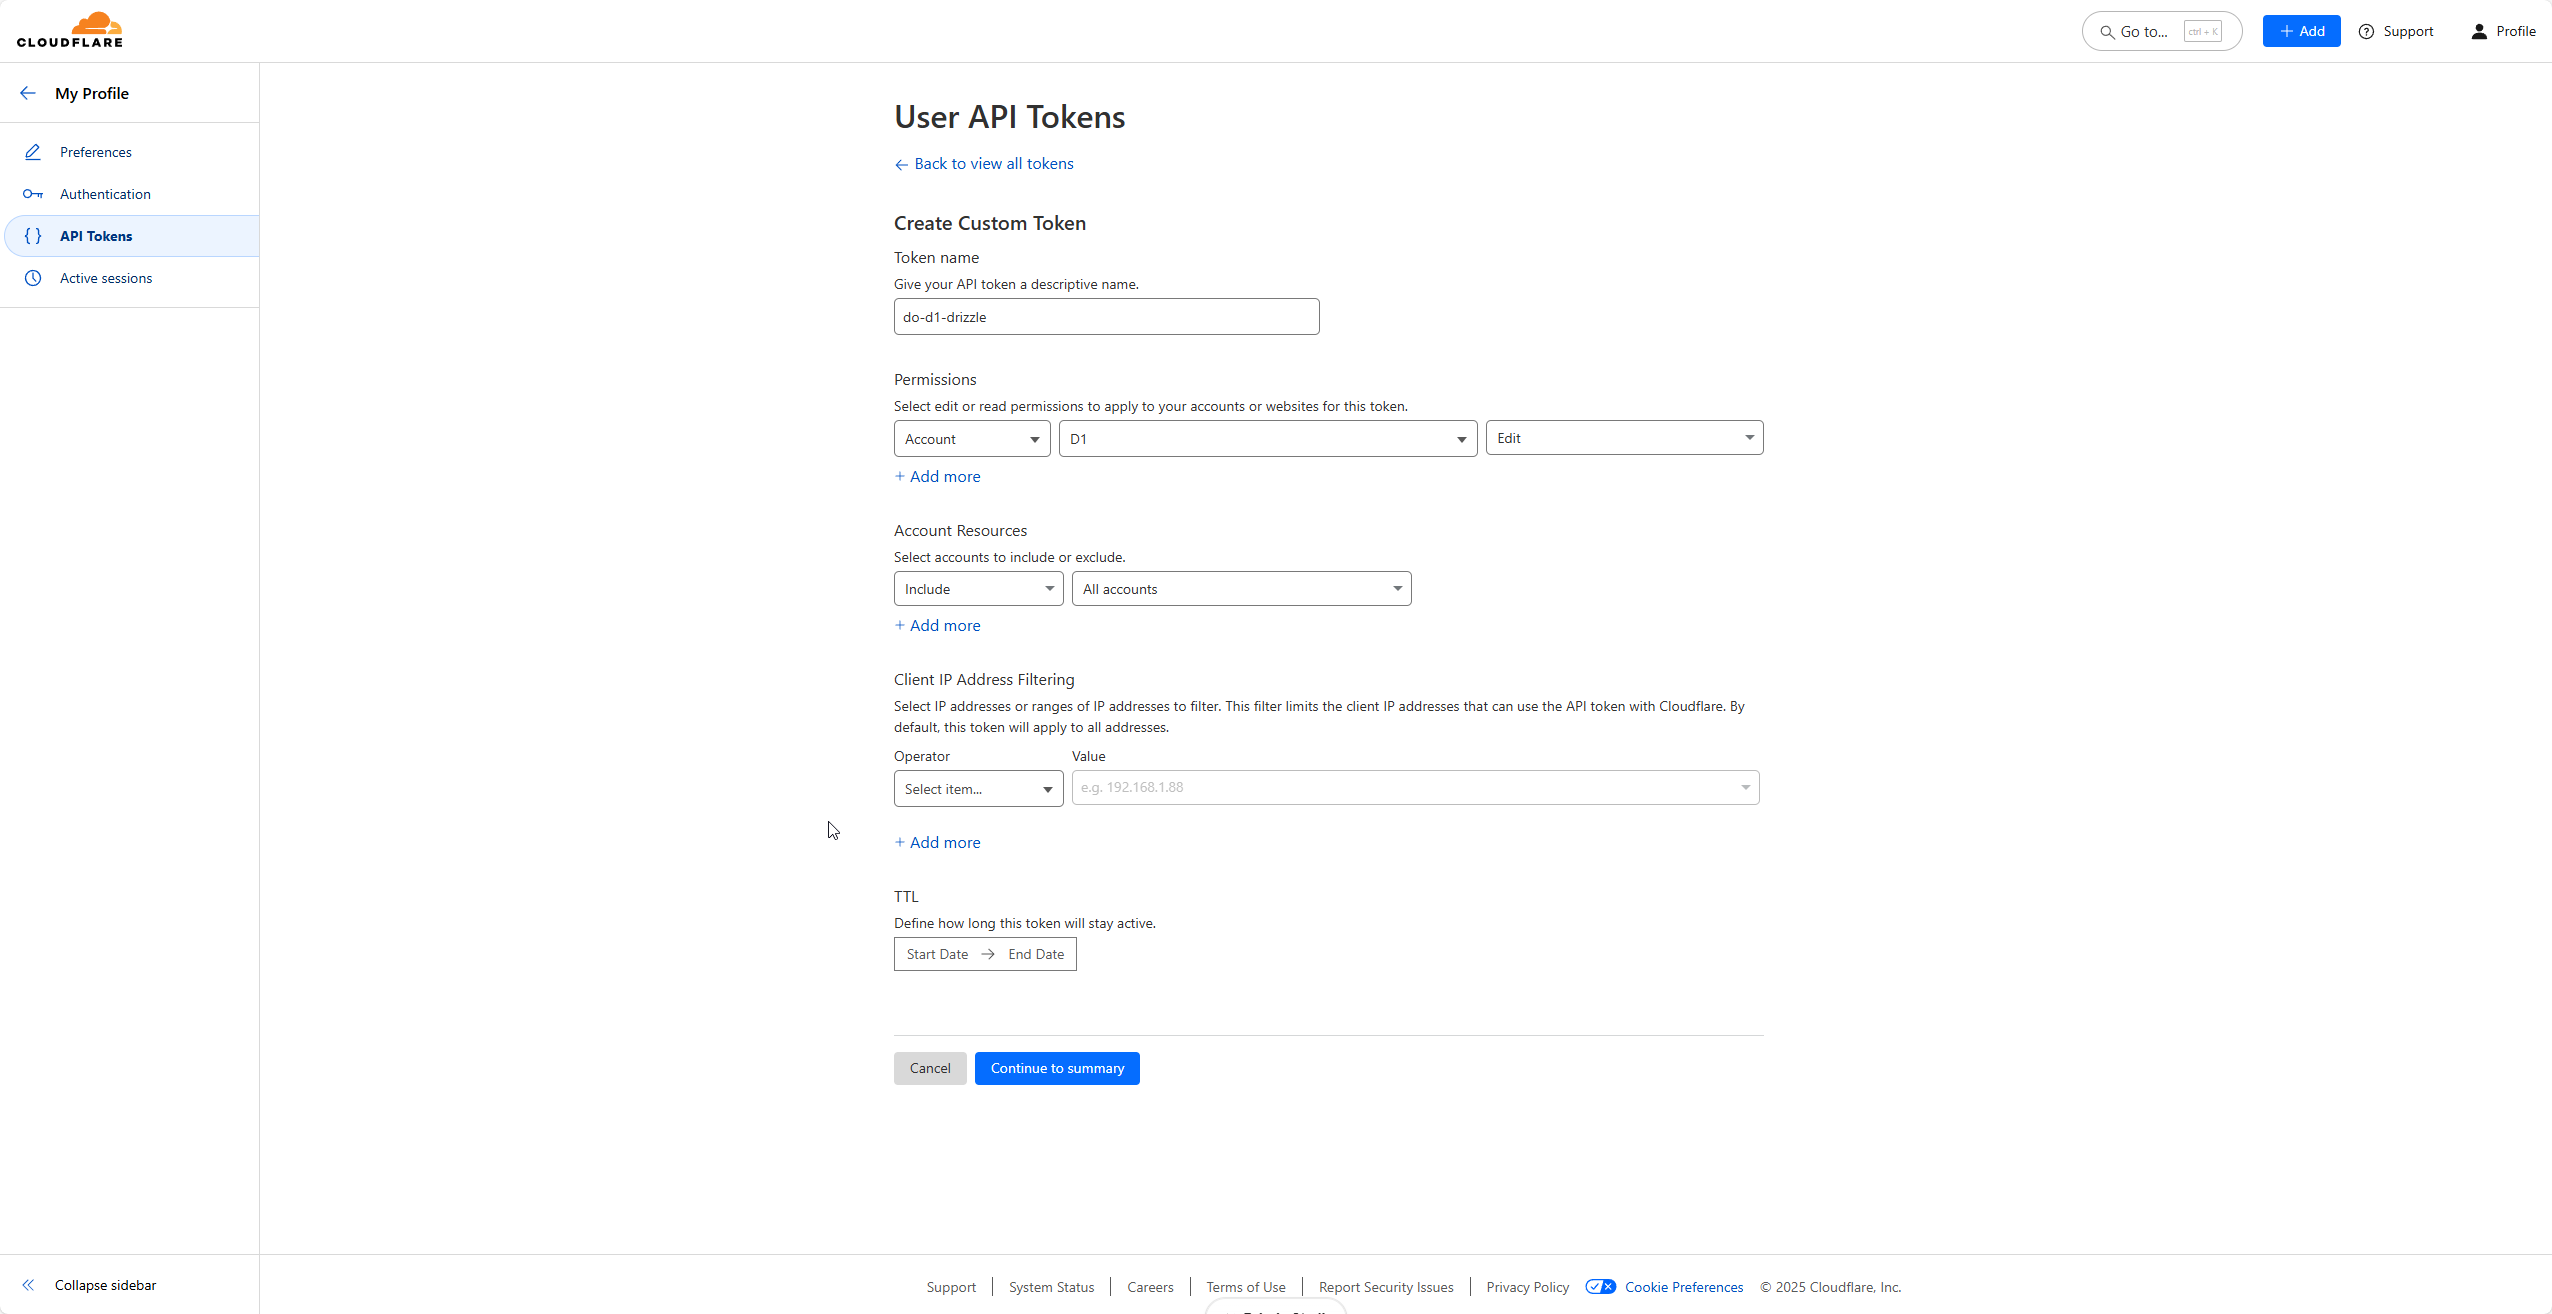 CLOUDFLARE
Go to... ctrl + K
+ Add
Support
Profile
My Profile
Preferences
Authentication
API Tokens
Active sessions
User API Tokens
← Back to view all tokens
Create Custom Token
Token name
Give your API token a descriptive name.
do-d1-drizzle
Permissions
Select edit or read permissions to apply to your accounts or websites for this token.
Account D1 Edit
+ Add more
Account Resources
Select accounts to include or exclude.
Include All accounts
+ Add more
Client IP Address Filtering
Select IP addresses or ranges of IP addresses to filter. This filter limits the client IP addresses that can use the API token with Cloudflare. By
default, this token will apply to all addresses.
Operator Value
Select item... e.g. 192.168.1.88
+ Add more
TTL
Define how long this token will stay active.
Start Date → End Date
Cancel Continue to summary
Collapse sidebar
Support System Status Careers Terms of Use Report Security Issues Privacy Policy Cookie Preferences © 2025 Cloudflare, Inc.